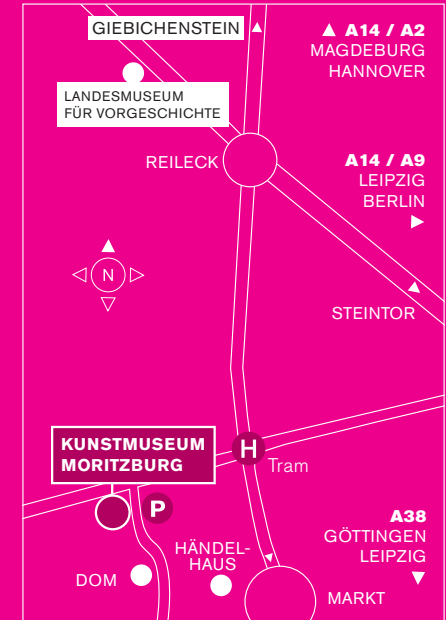 GIEBICHENSTEIN
A14 / A2
MAGDEBURG
HANNOVER
LANDESMUSEUM
FÜR VORGESCHICHTE
REILECK
A14 / A9
LEIPZIG
BERLIN
N
STEINTOR
KUNSTMUSEUM
MORITZBURG
H
Tram
P
A38
GÖTTINGEN
LEIPZIG
HÄNDEL-
HAUS
DOM
MARKT